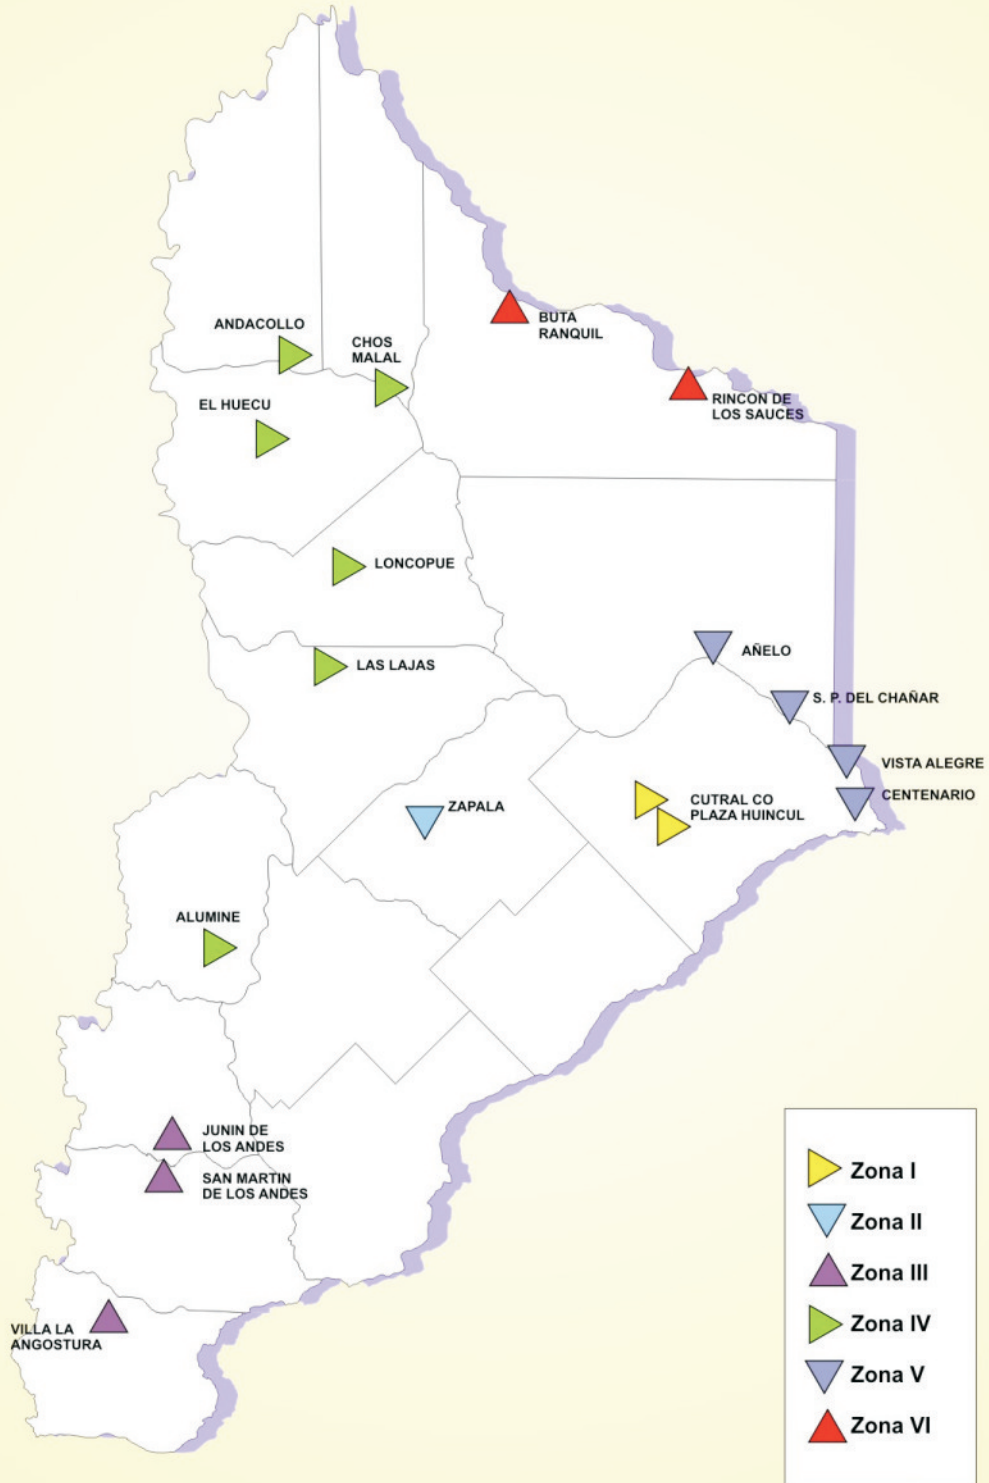 BUTA
RANQUIL
ANDACOLLO
CHOS
MALAL
RINCON DE
LOS SAUCES
EL HUECU
LONCOPUE
LAS LAJAS
AÑELO
S. P. DEL CHAÑAR
VISTA ALEGRE
CENTENARIO
ZAPALA
CUTRAL CO
PLAZA HUINCUL
ALUMINE
JUNIN DE
LOS ANDES
SAN MARTIN
DE LOS ANDES
VILLA LA
ANGOSTURA
Zona I
Zona II
Zona III
Zona IV
Zona V
Zona VI